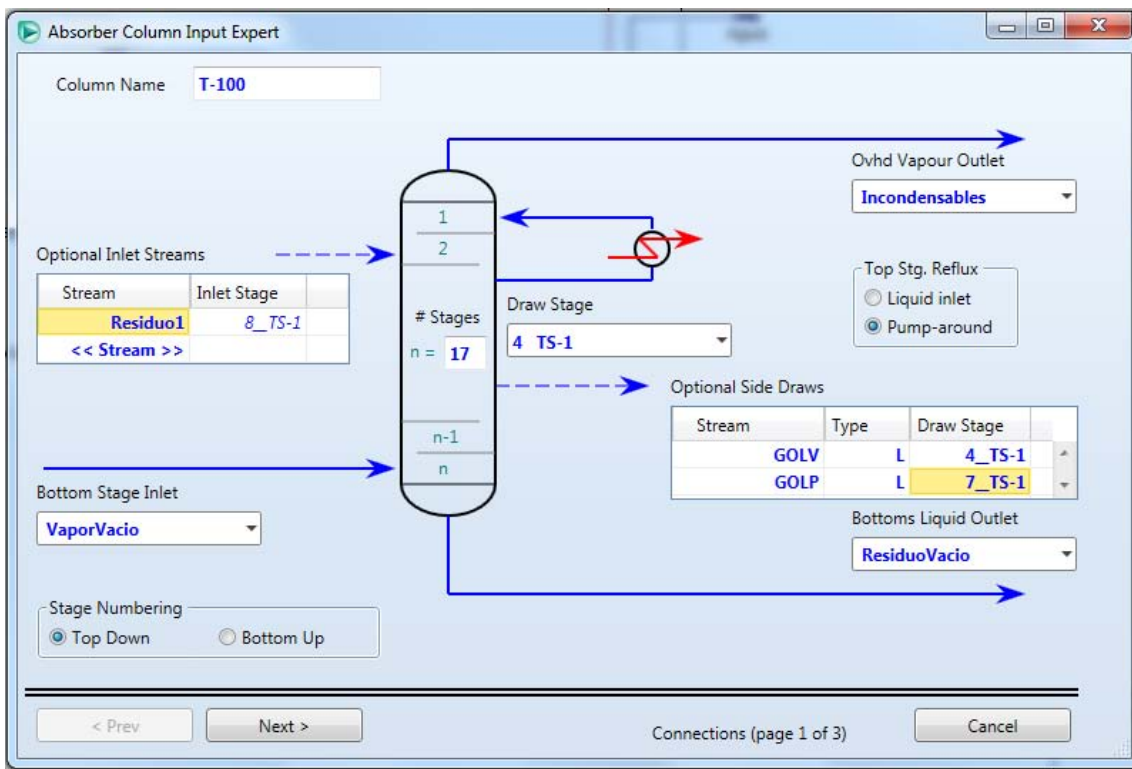 Absorber Column Input Expert
Column Name T-100
Ovhd Vapour Outlet
Incondensables
1
2
Optional Inlet Streams
Stream Inlet Stage
Residuo1 8_TS-1
<< Stream >>
Top Stg. Reflux
Liquid inlet
Pump-around
# Stages
n = 17
Draw Stage
4 TS-1
Optional Side Draws
Stream Type Draw Stage
GOLV L 4_TS-1
GOLP L 7_TS-1
n-1
n
Bottom Stage Inlet
VaporVacio
Bottoms Liquid Outlet
ResiduoVacio
Stage Numbering
Top Down Bottom Up
< Prev Next > Connections (page 1 of 3) Cancel